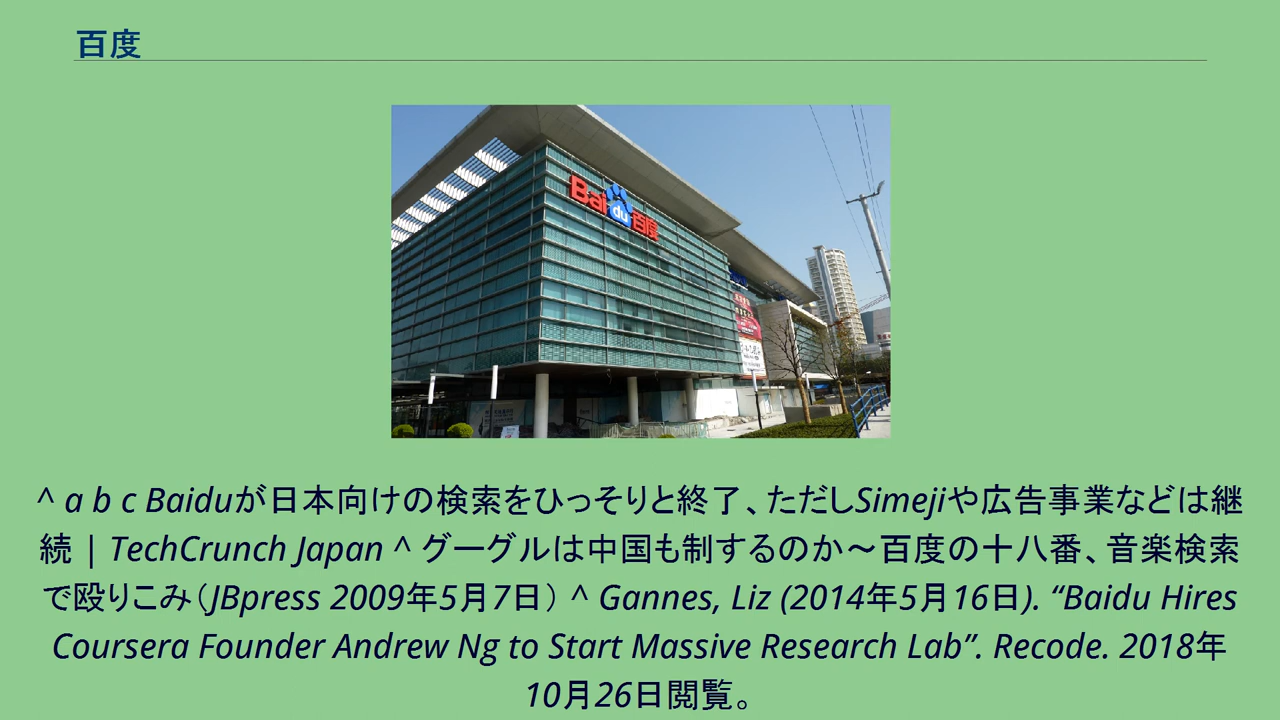 百度
Baidu百度
^ a b c Baiduが日本向けの検索をひっそりと終了、ただしSimejiや広告事業などは継
続 | TechCrunch Japan ^ グーグルは中国も制するのか～百度の十八番、音楽検索
で殴りこみ（JBpress 2009年5月7日） ^ Gannes, Liz (2014年5月16日). “Baidu Hires
Coursera Founder Andrew Ng to Start Massive Research Lab”. Recode. 2018年
10月26日閲覧。